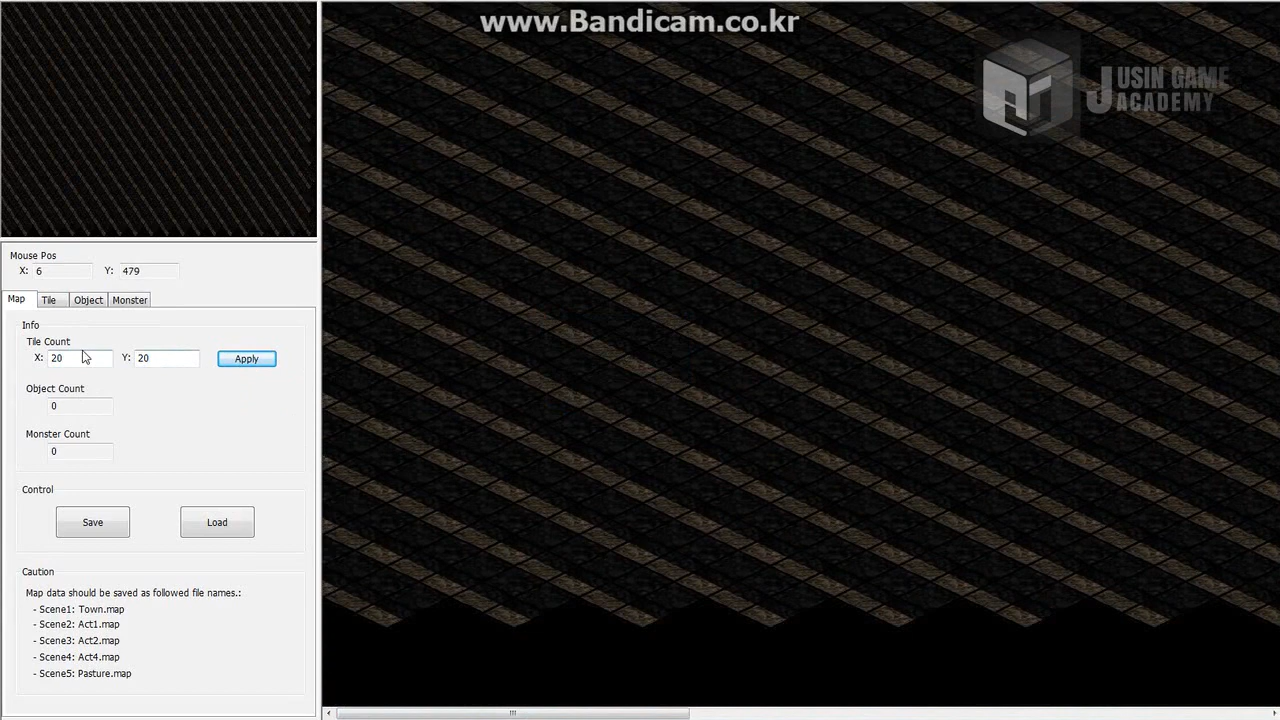 www.Bandicam.co.kr
JUSIN GAME
ACADEMY
Mouse Pos
X: 6 Y: 479
Map Tile Object Monster
Info
Tile Count
X: 20 Y: 20 Apply
Object Count
0
Monster Count
0
Control
Save Load
Caution
Map data should be saved as followed file names.:
- Scene1: Town.map
- Scene2: Act1.map
- Scene3: Act2.map
- Scene4: Act4.map
- Scene5: Pasture.map